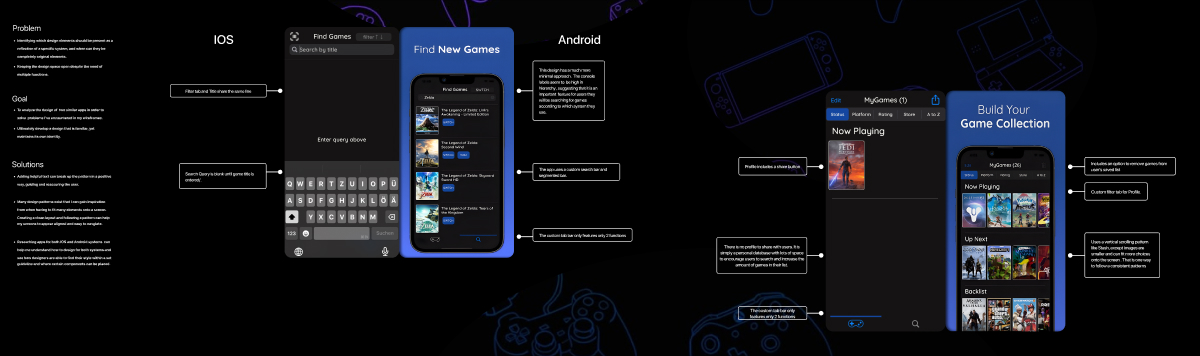 Problem
Identifying which design elements should be present as a
reflection of a specific system, and when can they be
completely original elements.
Keeping the design space open despite the need of
multiple functions.
Goal
To analyze the design of two similar apps in order to
solve problems I've encountered in my wireframes.
Ultimately develop a design that is familiar, yet
maintains its own identity.
Solutions
Adding helpful text can break up the pattern in a positive
way, guiding and reassuring the user.
Many design patterns exist that I can gain inspiration
from when having to fit many elements onto a screen.
Creating a clean layout and following a pattern can help
my screens to appear aligned and easy to navigate.
Researching apps for both iOS and Android systems can
help me understand how to design for both systems and
see how designers are able to find their style within a set
guideline and where certain components can be placed.
IOS
Filter tab and Title share the same line
Search Query is blank until game title is
entered/.
Find Games
filter
Search by title
Enter query above
Q W E R T Z U I O P Ü
A S D F G H J K L Ö Ä
Y X C V B N M
123
Suchen
Find New Games
Find Games
Zelda
The Legend of Zelda: Link's
Awakening - Limited Edition
The Legend of Zelda:
Second wind
The Legend of Zelda: Skyward
Sword HD
The Legend of Zelda: Tears of
the Kingdom
Android
This design has a much more
minimal approach. The console
labels seem to be high in
hierarchy, suggesting that it is an
important feature for users they
will be searching for games
according to which system they
use.
The app uses a custom search bar and
segmented bar.
The custom tab bar only features only 2 functions
Profile includes a share button.
There is no profile to share with users. It is
simply a personal database with lots of space
to encourage users to search and increase the
amount of games in their list.
The custom tab bar only
features only 2 functions
Edit
MyGames (1)
Status Platform Rating Store A to Z
Now Playing
JEDI
Build Your
Game Collection
MyGames (26)
Status Platform Rating Store A to Z
Now Playing
Up Next
Backlist
Includes an option to remove games from
user's saved list
Custom filter tab for Profile.
Uses a vertical scrolling pattern
like Stash, except images are
smaller and can fit more choices
onto the screen. That is one way
to follow a consistent patterns